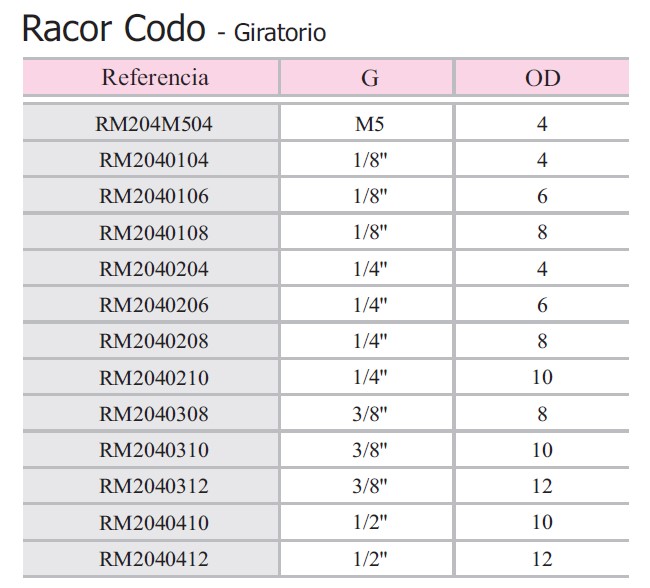 Racor Codo - Giratorio
Referencia G OD
RM204M504 M5 4
RM2040104 1/8" 4
RM2040106 1/8" 6
RM2040108 1/8" 8
RM2040204 1/4" 4
RM2040206 1/4" 6
RM2040208 1/4" 8
RM2040210 1/4" 10
RM2040308 3/8" 8
RM2040310 3/8" 10
RM2040312 3/8" 12
RM2040410 1/2" 10
RM2040412 1/2" 12